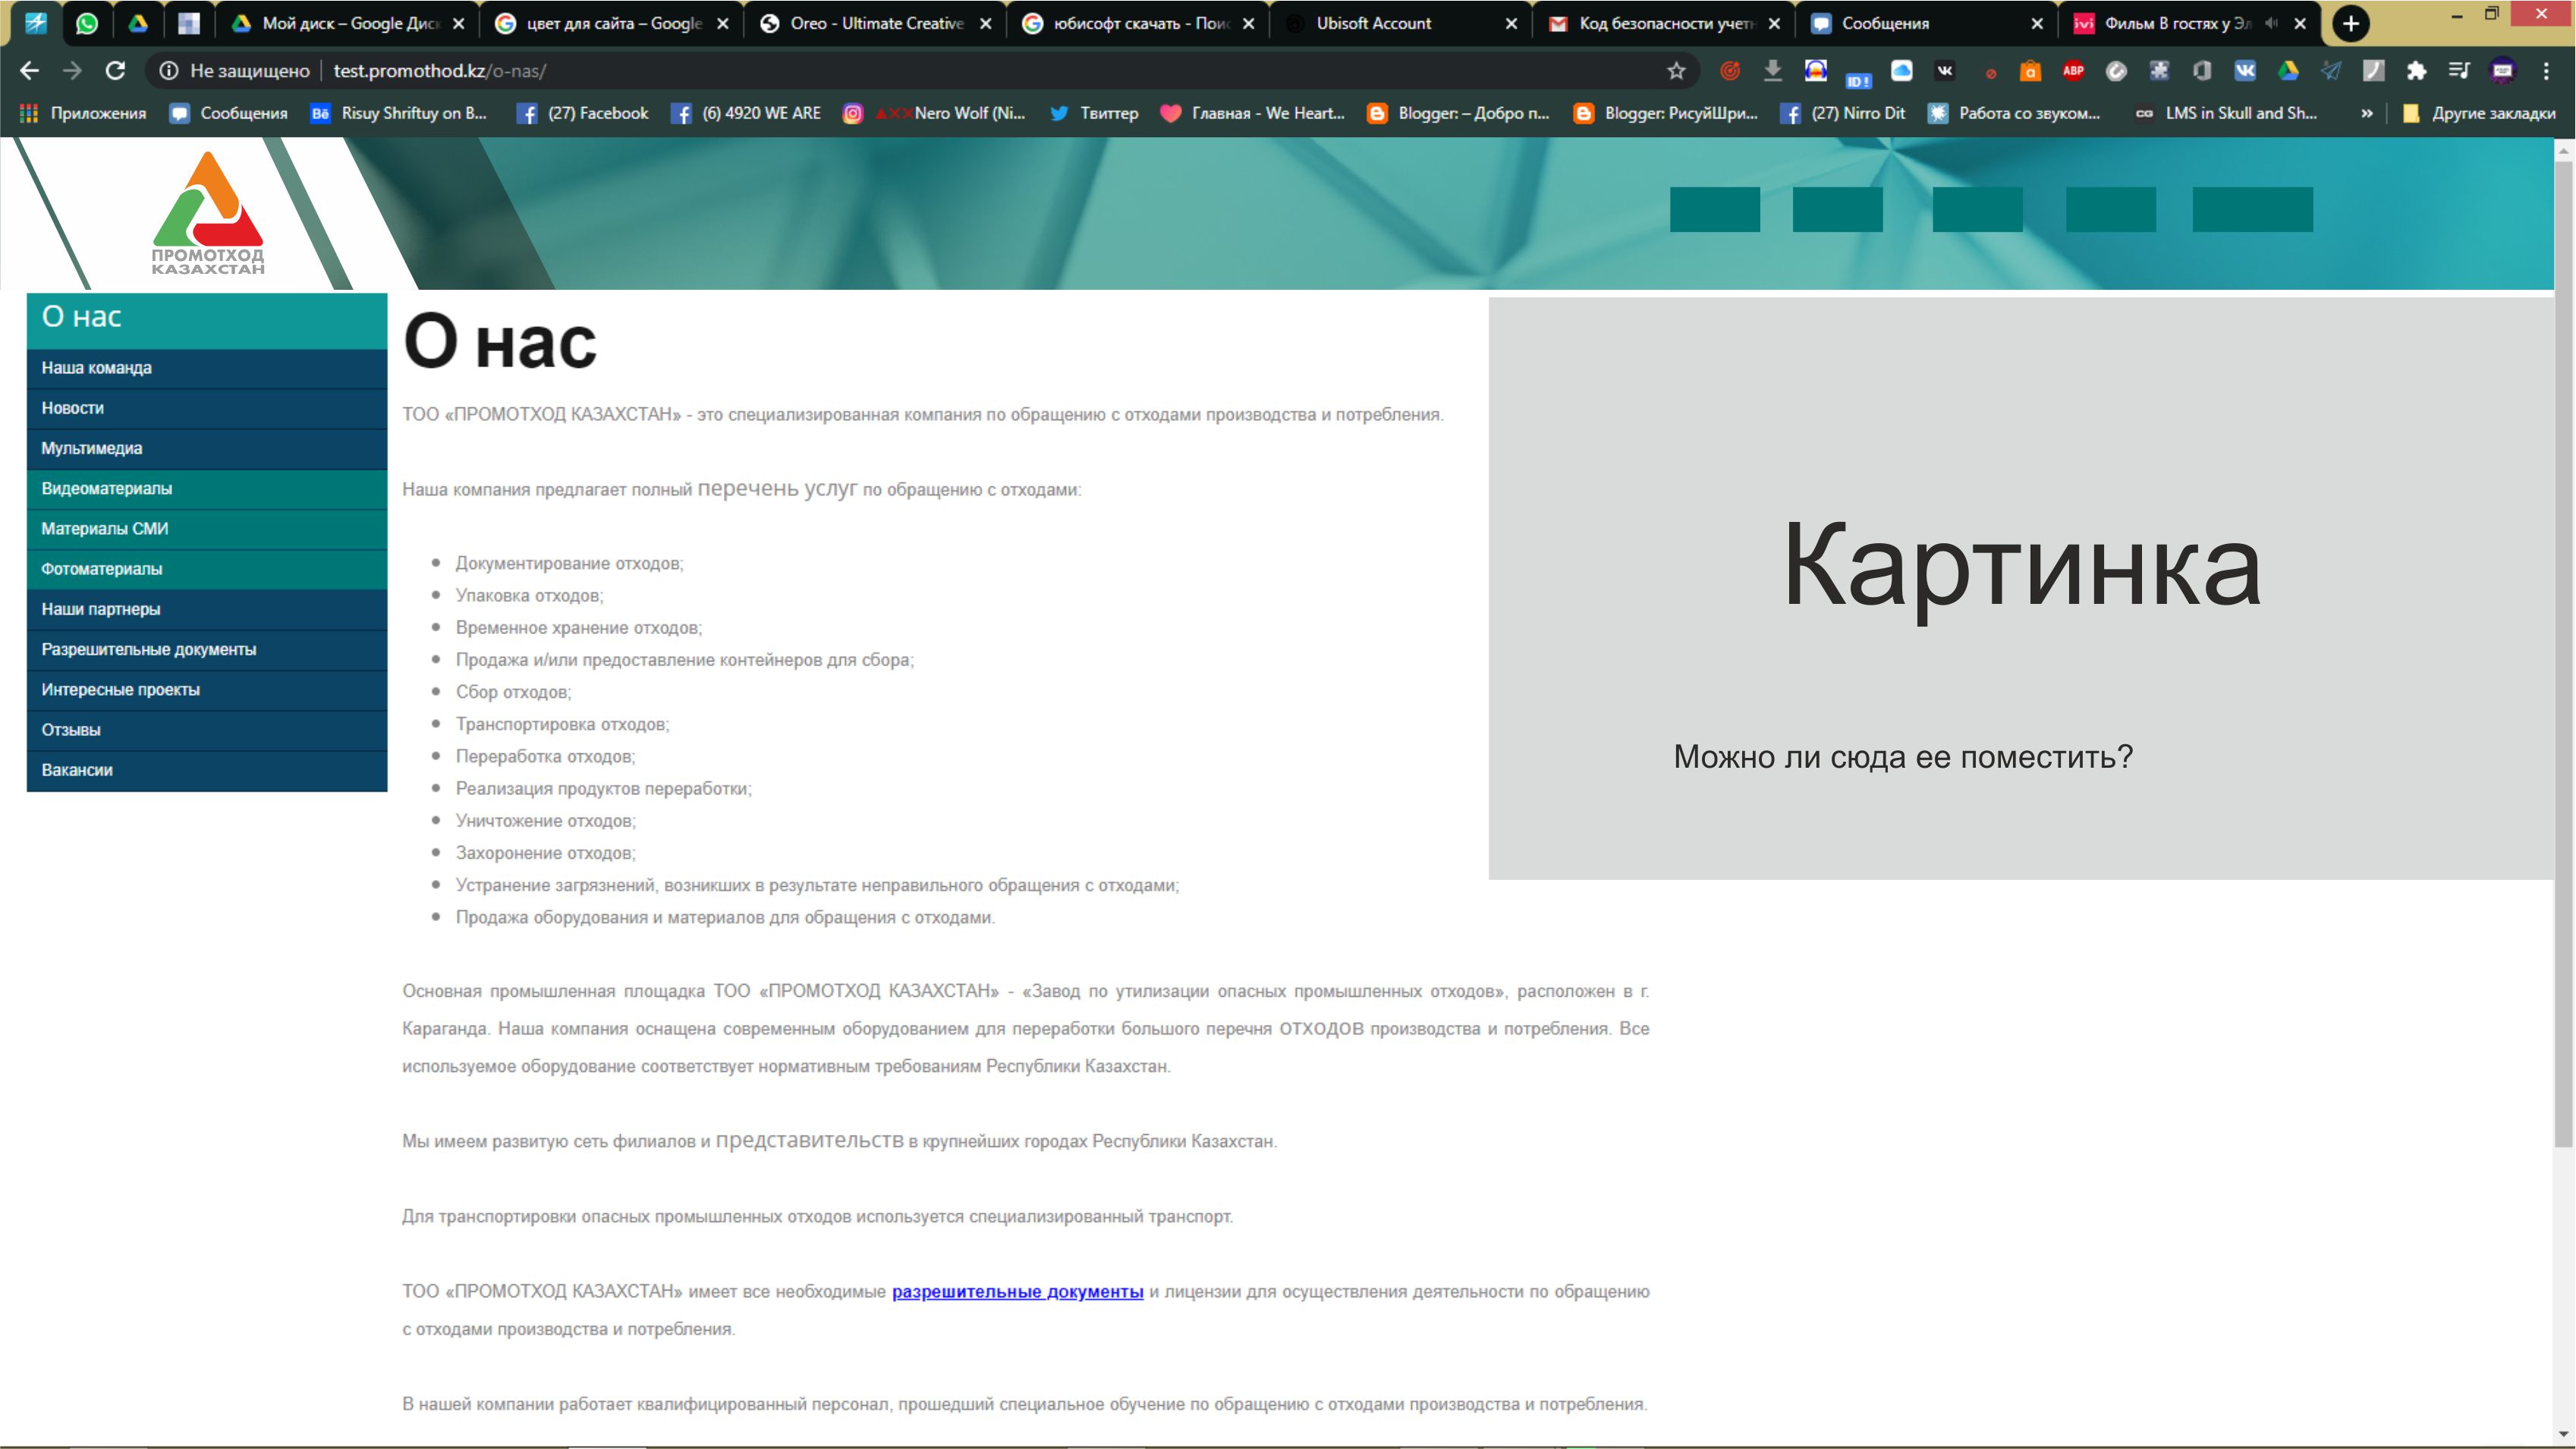 Мой диск – Google Дис
цвет для сайта – Google
Oreo - Ultimate Creative
юбисофт скачать - Пои
Ubisoft Account
Код безопасности учет
Сообщения
Фильм В гостях у Эл
Не защищено
test.promothod.kz/o-nas/
ID !
ABP
Приложения
Сообщения
Bē Risuy Shriftuy on B...
(27) Facebook
(6) 4920 WE ARE
Nero Wolf (Ni...
Твиттер
Главная - We Heart...
Blogger: – Добро п...
Blogger: РисуйШри...
(27) Nirro Dit
Работа со звуком...
CG LMS in Skull and Sh...
»
Другие закладки
ПРОМОТХОД
КАЗАХСТАН
О нас
Наша команда
Новости
Мультимедиа
Видеоматериалы
Материалы СМИ
Фотоматериалы
Наши партнеры
Разрешительные документы
Интересные проекты
Отзывы
Вакансии
О нас
ТОО «ПРОМОТХОД КАЗАХСТАН» - это специализированная компания по обращению с отходами производства и потребления.
Наша компания предлагает полный перечень услуг по обращению с отходами:
Документирование отходов;
Упаковка отходов;
Временное хранение отходов;
Продажа и/или предоставление контейнеров для сбора;
Сбор отходов;
Транспортировка отходов;
Переработка отходов;
Реализация продуктов переработки;
Уничтожение отходов;
Захоронение отходов;
Устранение загрязнений, возникших в результате неправильного обращения с отходами;
Продажа оборудования и материалов для обращения с отходами.
Основная промышленная площадка ТОО «ПРОМОТХОД КАЗАХСТАН» - «Завод по утилизации опасных промышленных отходов», расположен в г.
Караганда. Наша компания оснащена современным оборудованием для переработки большого перечня отходов производства и потребления. Все
используемое оборудование соответствует нормативным требованиям Республики Казахстан.
Мы имеем развитую сеть филиалов и представительств в крупнейших городах Республики Казахстан.
Для транспортировки опасных промышленных отходов используется специализированный транспорт.
ТОО «ПРОМОТХОД КАЗАХСТАН» имеет все необходимые разрешительные документы и лицензии для осуществления деятельности по обращению
с отходами производства и потребления.
В нашей компании работает квалифицированный персонал, прошедший специальное обучение по обращению с отходами производства и потребления.
Картинка
Можно ли сюда ее поместить?